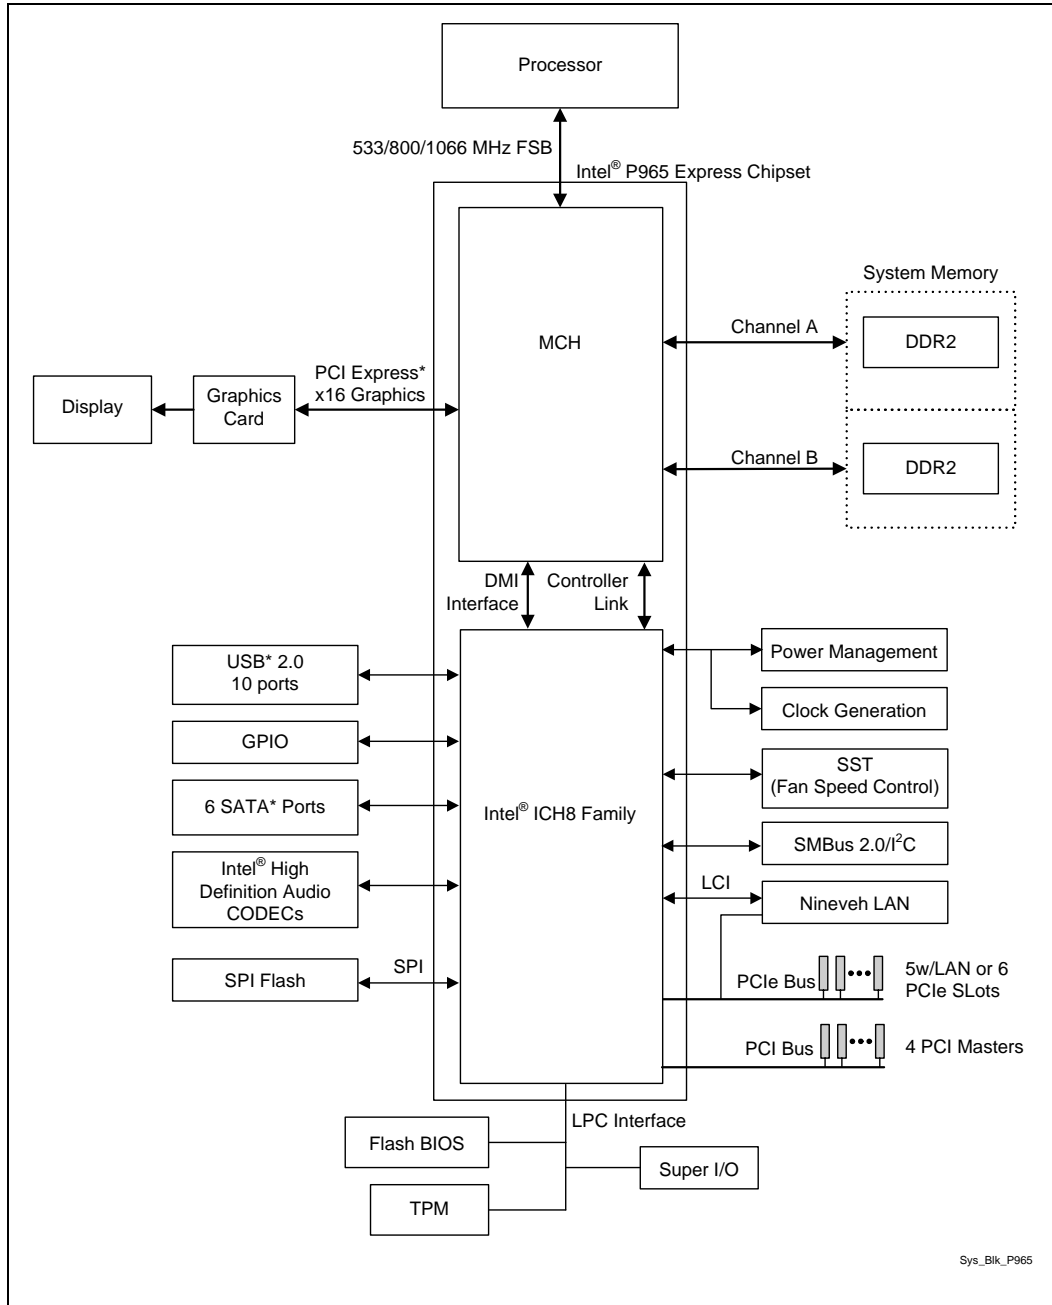 Processor
533/800/1066 MHz FSB
Intel® P965 Express Chipset
System Memory
MCH
Channel A
DDR2
Display
Graphics
Card
PCI Express*
x16 Graphics
Channel B
DDR2
DMI
Interface
Controller
Link
USB* 2.0
10 ports
Power Management
GPIO
Clock Generation
6 SATA* Ports
Intel® ICH8 Family
SST
(Fan Speed Control)
Intel® High
Definition Audio
CODECs
SMBus 2.0/I²C
LCI
Nineveh LAN
SPI Flash
SPI
PCIe Bus
5w/LAN or 6
PCIe SLots
PCI Bus
4 PCI Masters
LPC Interface
Flash BIOS
Super I/O
TPM
Sys_Blk_P965